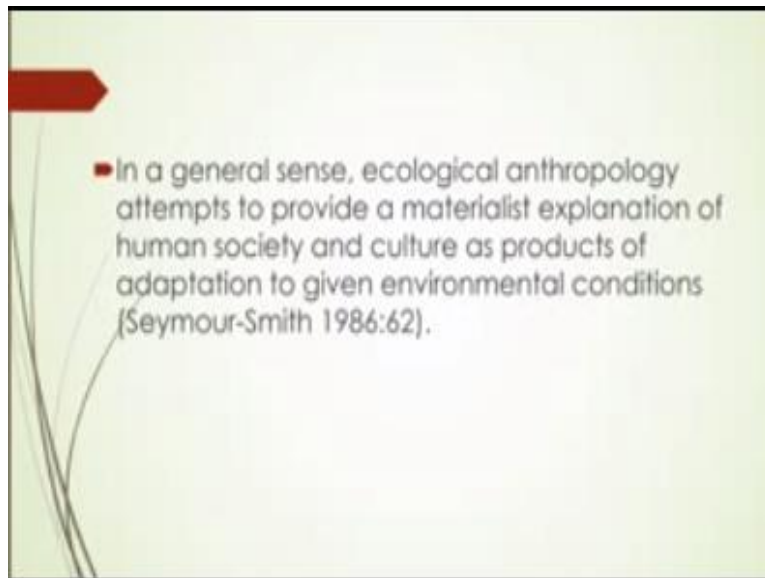 In a general sense, ecological anthropology
attempts to provide a materialist explanation of
human society and culture as products of
adaptation to given environmental conditions
(Seymour-Smith 1986:62).